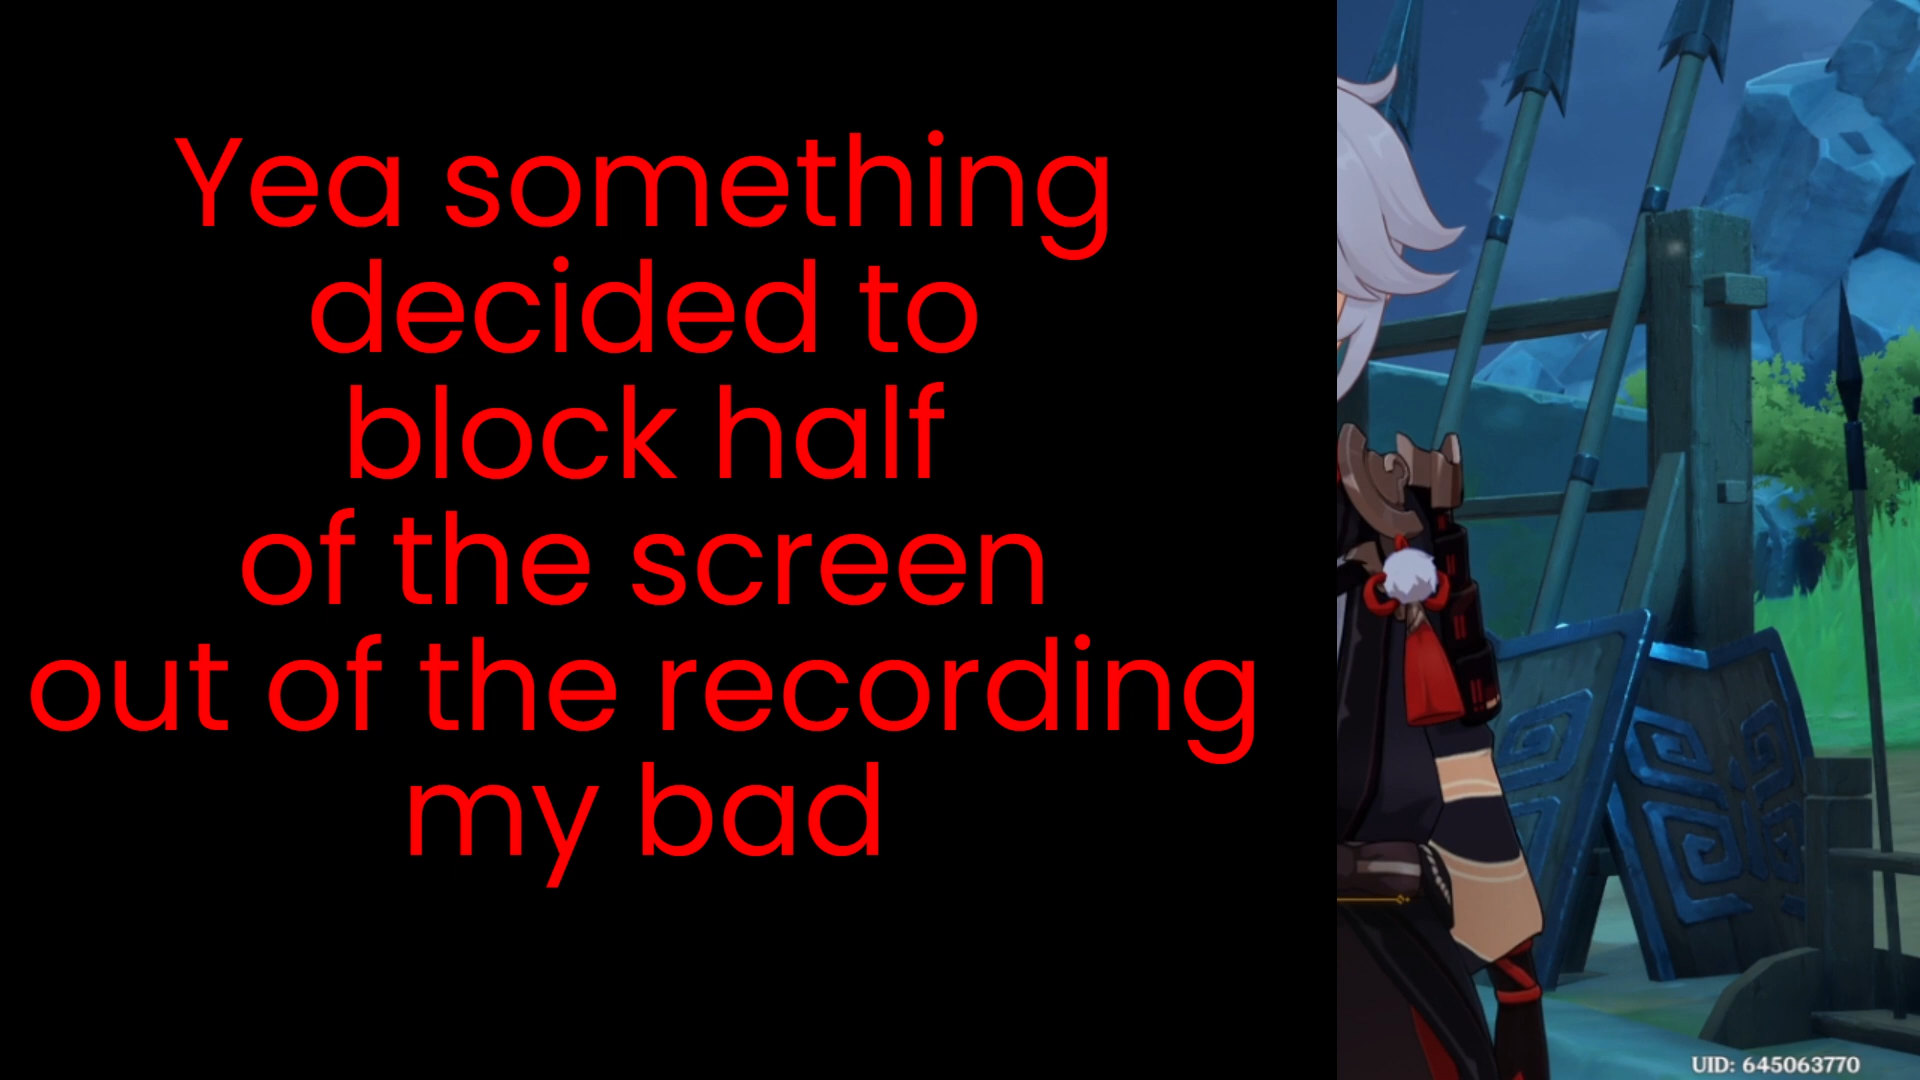 Yea something
decided to
block half
of the screen
out of the recording
my bad
UID: 645063770